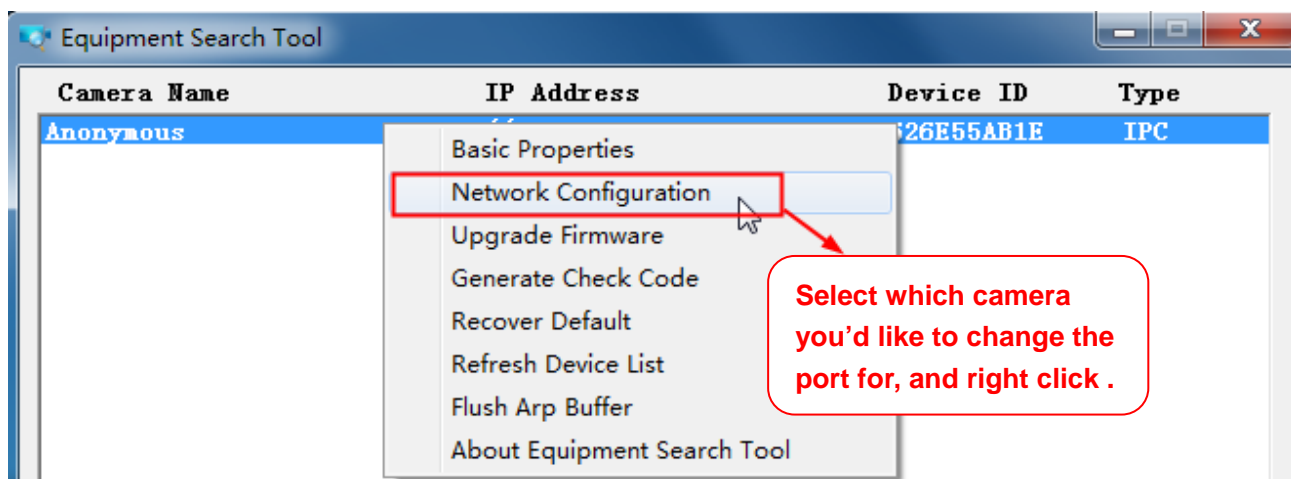 Equipment Search Tool
Camera Name IP Address Device ID Type
Anonymous 526E55AB1E IPC
Basic Properties
Network Configuration
Upgrade Firmware
Generate Check Code
Recover Default
Refresh Device List
Flush Arp Buffer
About Equipment Search Tool
Select which camera
you’d like to change the
port for, and right click .